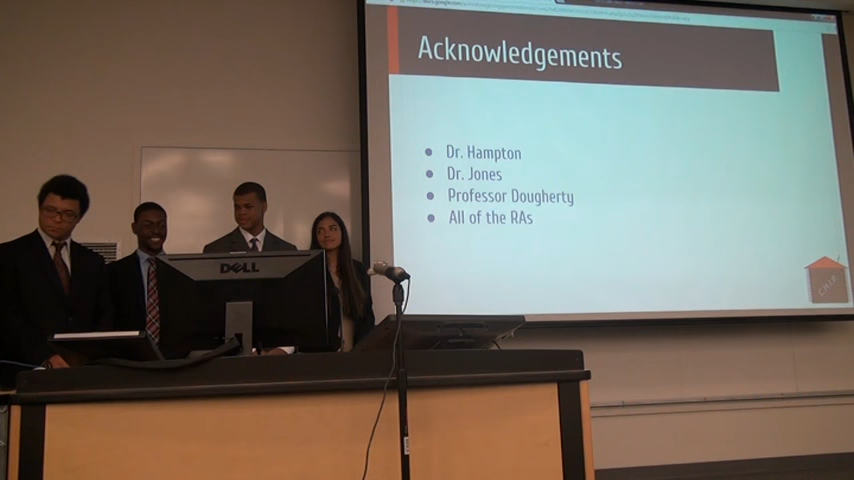 Acknowledgements
● Dr. Hampton
● Dr. Jones
● Professor Dougherty
● All of the RAs
DELL